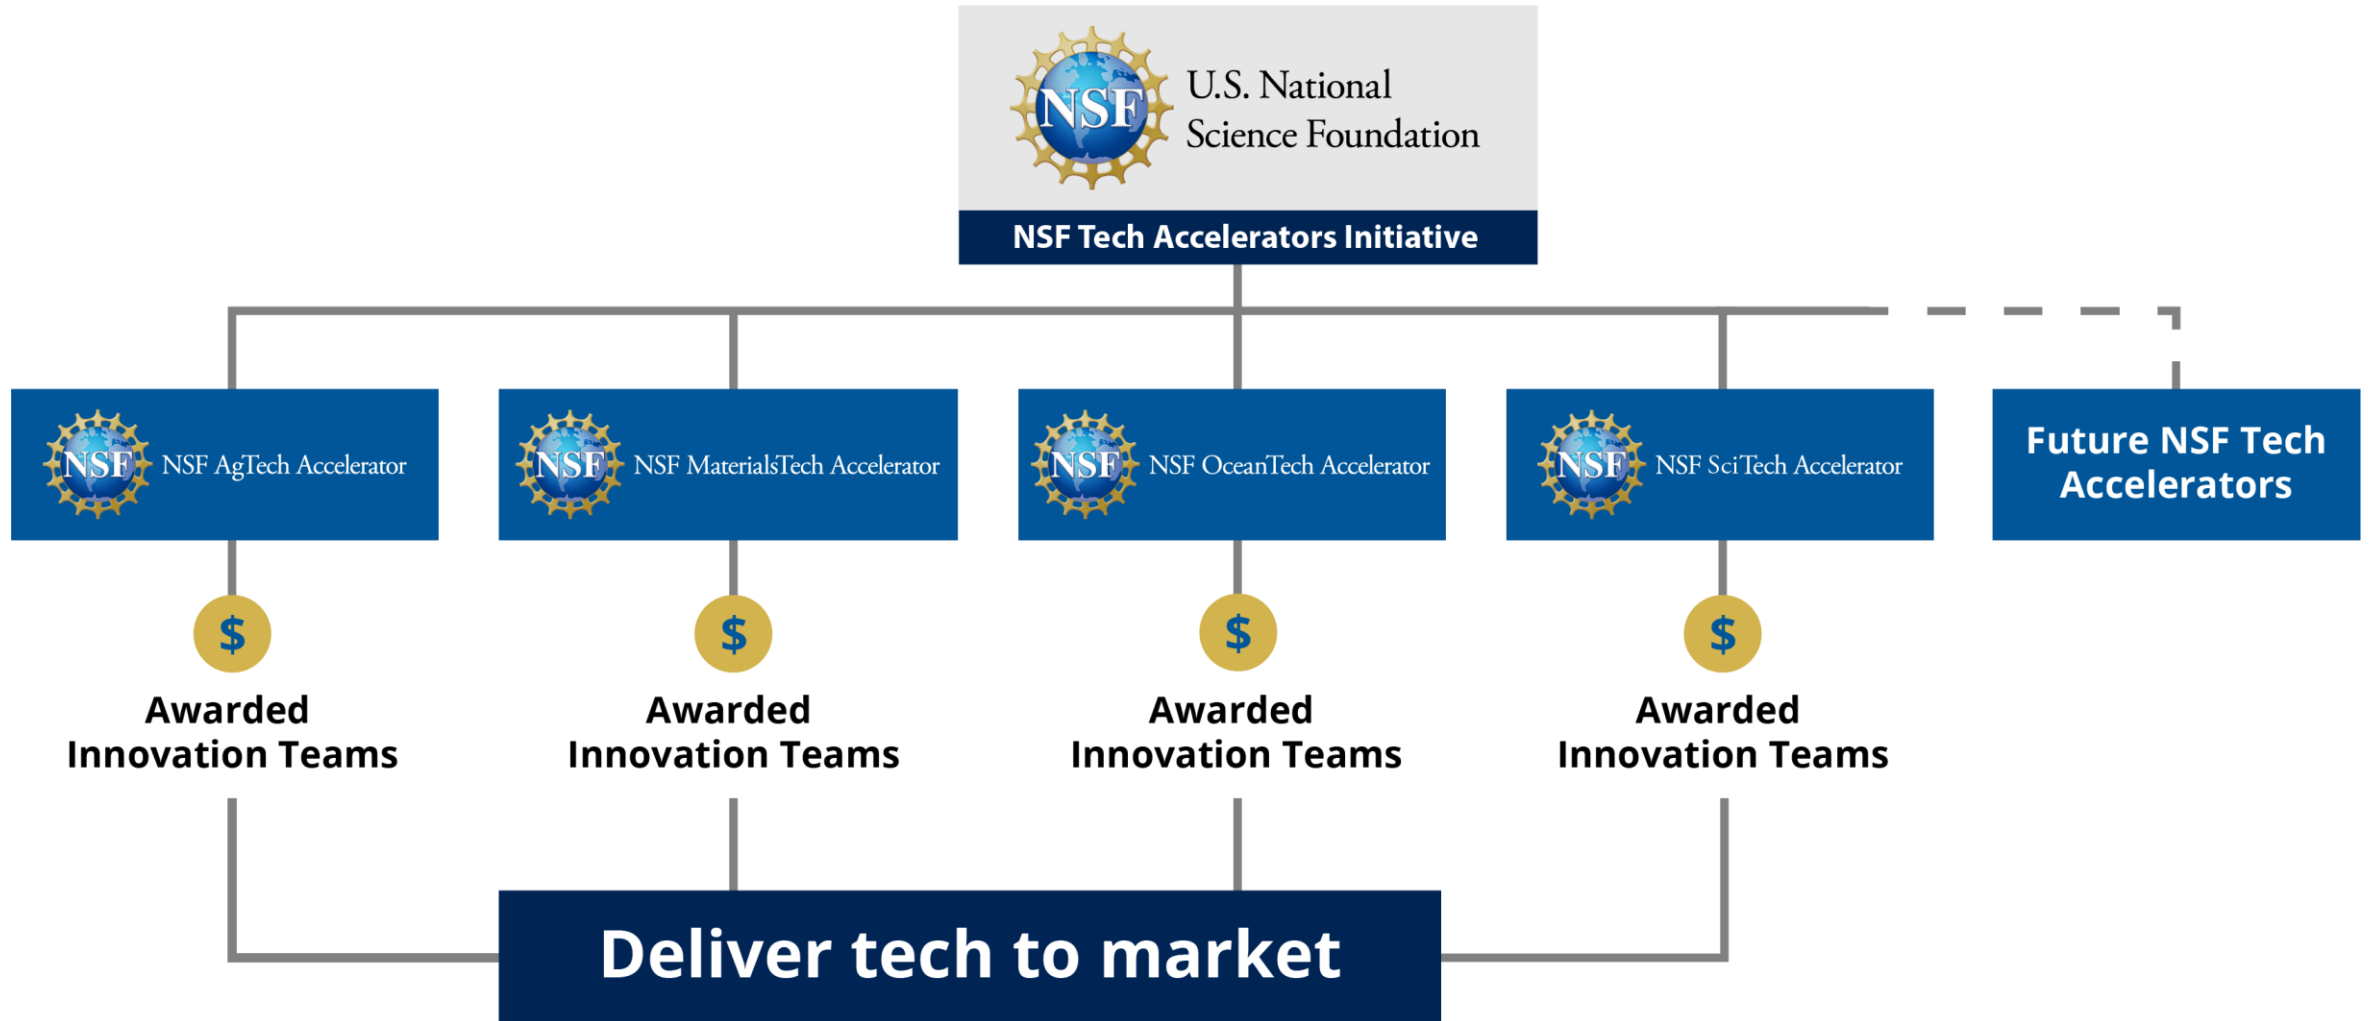 NSF
U.S. National
Science Foundation
NSF Tech Accelerators Initiative
NSF
NSF AgTech Accelerator
NSF
NSF MaterialsTech Accelerator
NSF
NSF OceanTech Accelerator
NSF
NSF SciTech Accelerator
Future NSF Tech
Accelerators
$
Awarded
Innovation Teams
$
Awarded
Innovation Teams
$
Awarded
Innovation Teams
$
Awarded
Innovation Teams
Deliver tech to market